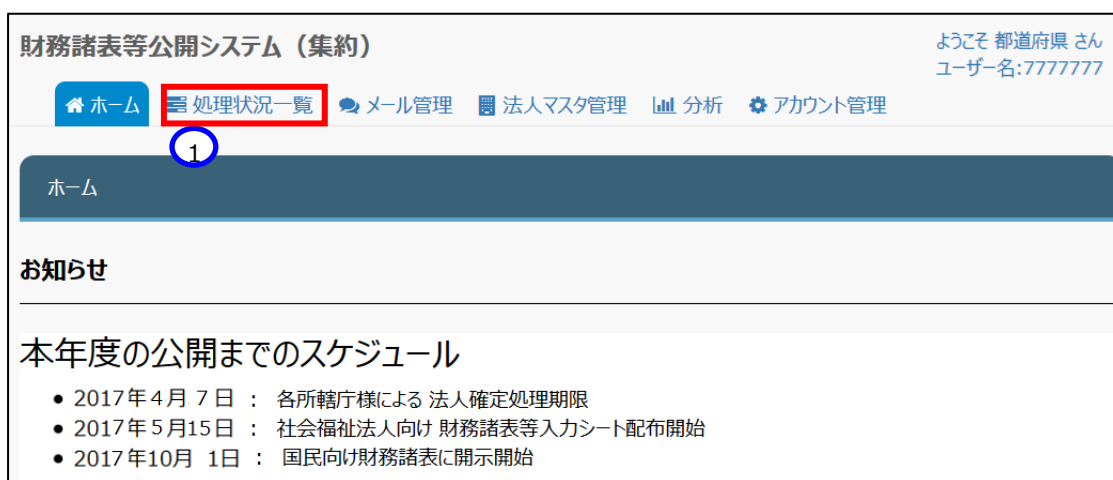 財務諸表等公開システム（集約）
ようこそ 都道府県 さん
ユーザー名:7777777
ホーム 処理状況一覧 メール管理 法人マスタ管理 分析 アカウント管理
1
ホーム
お知らせ
本年度の公開までのスケジュール
● 2017年4月 7日 ： 各所轄庁様による 法人確定処理期限
● 2017年5月15日 ： 社会福祉法人向け 財務諸表等入力シート配布開始
● 2017年10月 1日 ： 国民向け財務諸表に開示開始